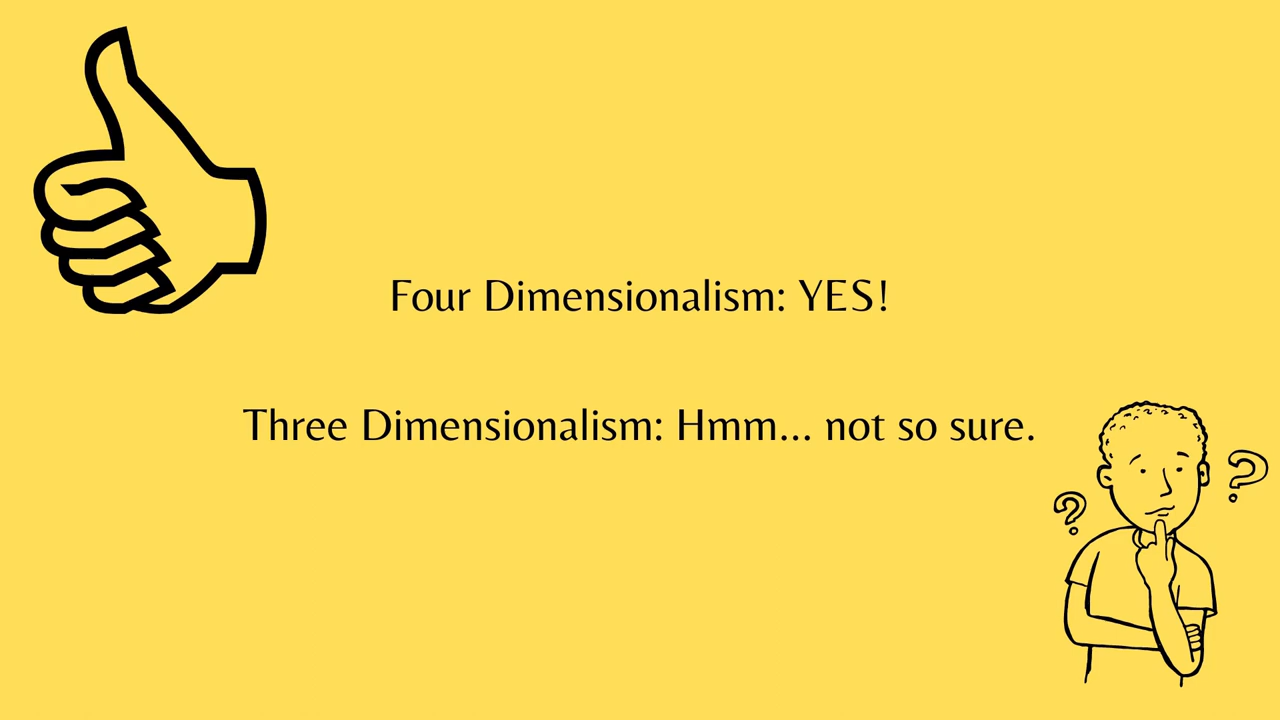 Four Dimensionalism: YES!
Three Dimensionalism: Hmm... not so sure.
? ?